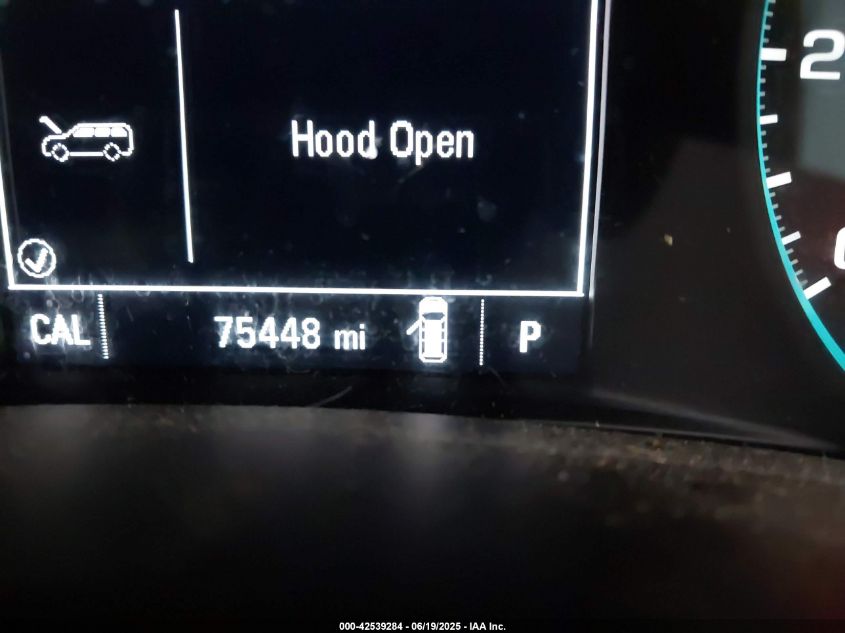 2
Hood Open
CAL 75448 mi P
000-42539284 - 06/19/2025 - IAA Inc.